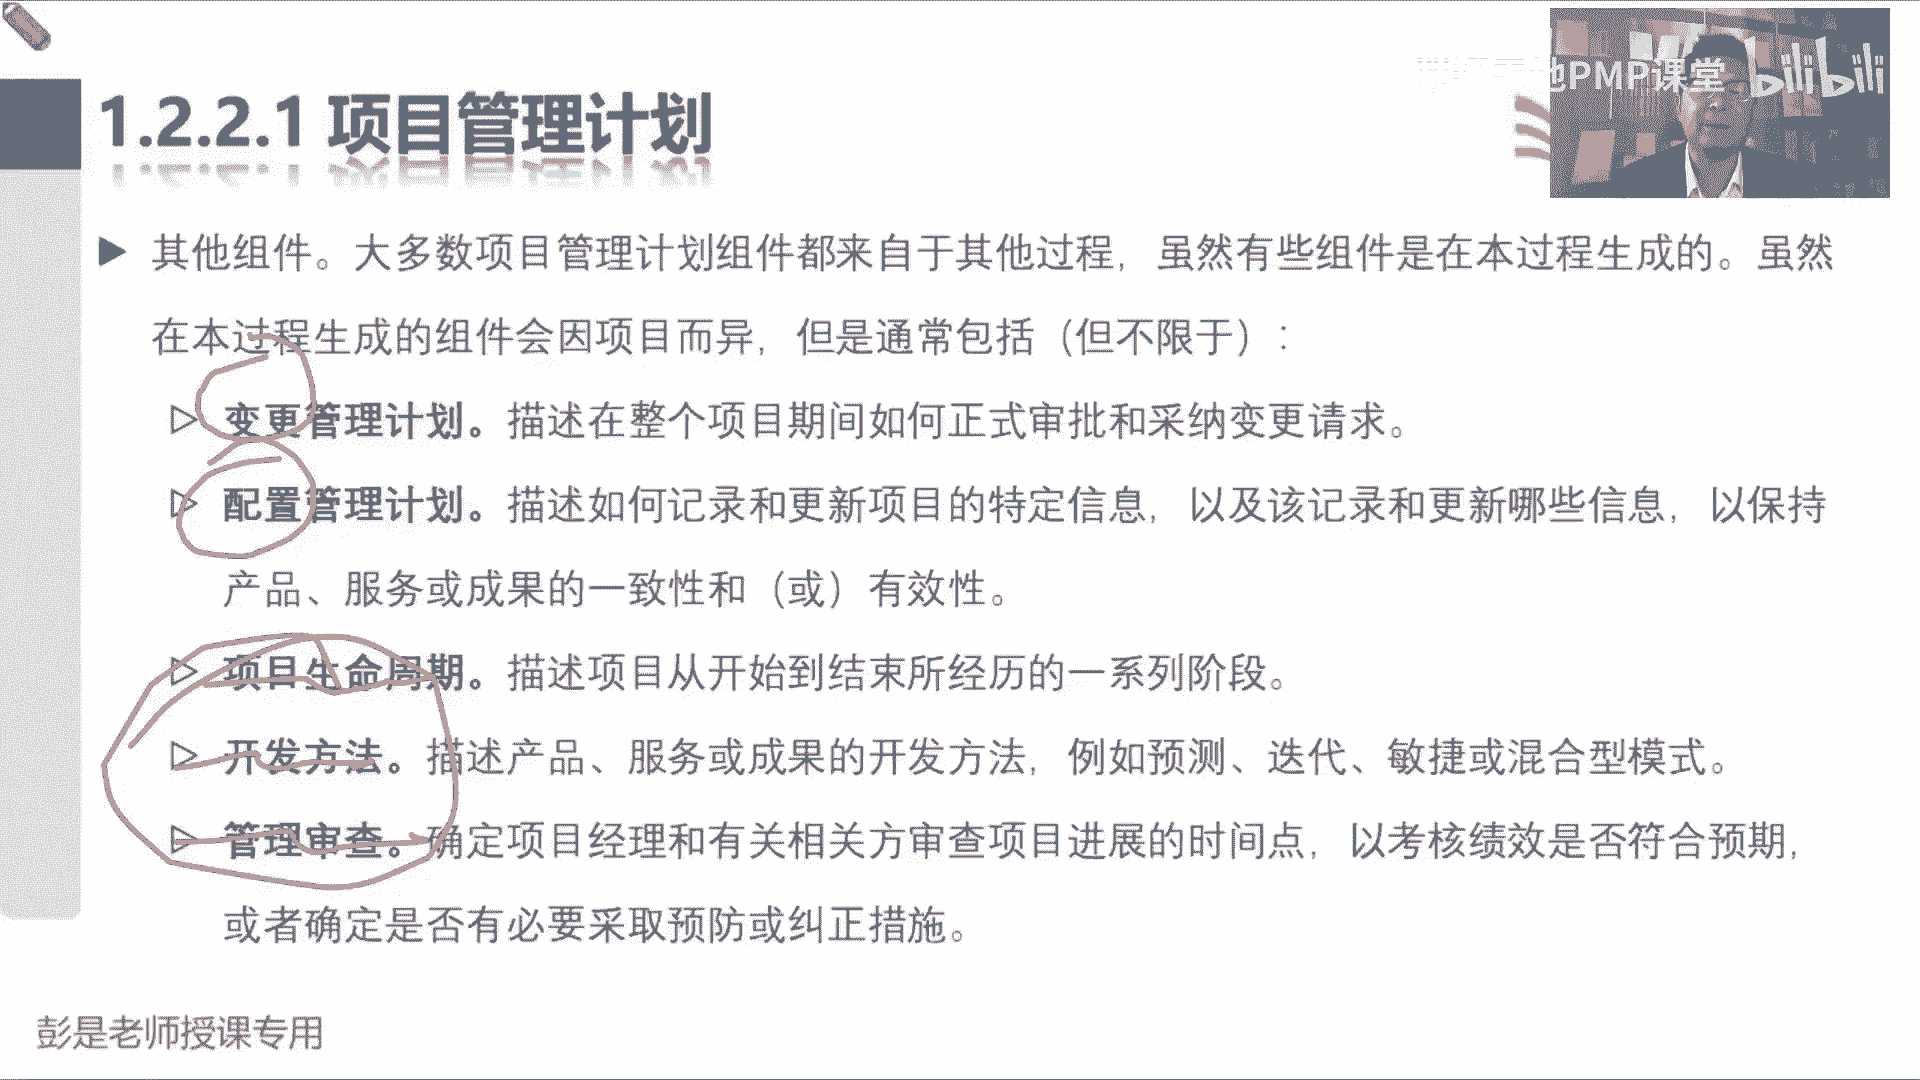 PMP课堂 bilibili
1.2.2.1 项目管理计划
其他组件。大多数项目管理计划组件都来自于其他过程，虽然有些组件是在本过程生成的。虽然
在本过程生成的组件会因项目而异，但是通常包括（但不限于）：
变更管理计划。描述在整个项目期间如何正式审批和采纳变更请求。
配置管理计划。描述如何记录和更新项目的特定信息，以及该记录和更新哪些信息，以保持
产品、服务或成果的一致性和（或）有效性。
项目生命周期。描述项目从开始到结束所经历的一系列阶段。
开发方法。描述产品、服务或成果的开发方法，例如预测、迭代、敏捷或混合型模式。
管理审查。确定项目经理和有关相关方审查项目进展的时间点，以考核绩效是否符合预期，
或者确定是否有必要采取预防或纠正措施。
彭是老师授课专用